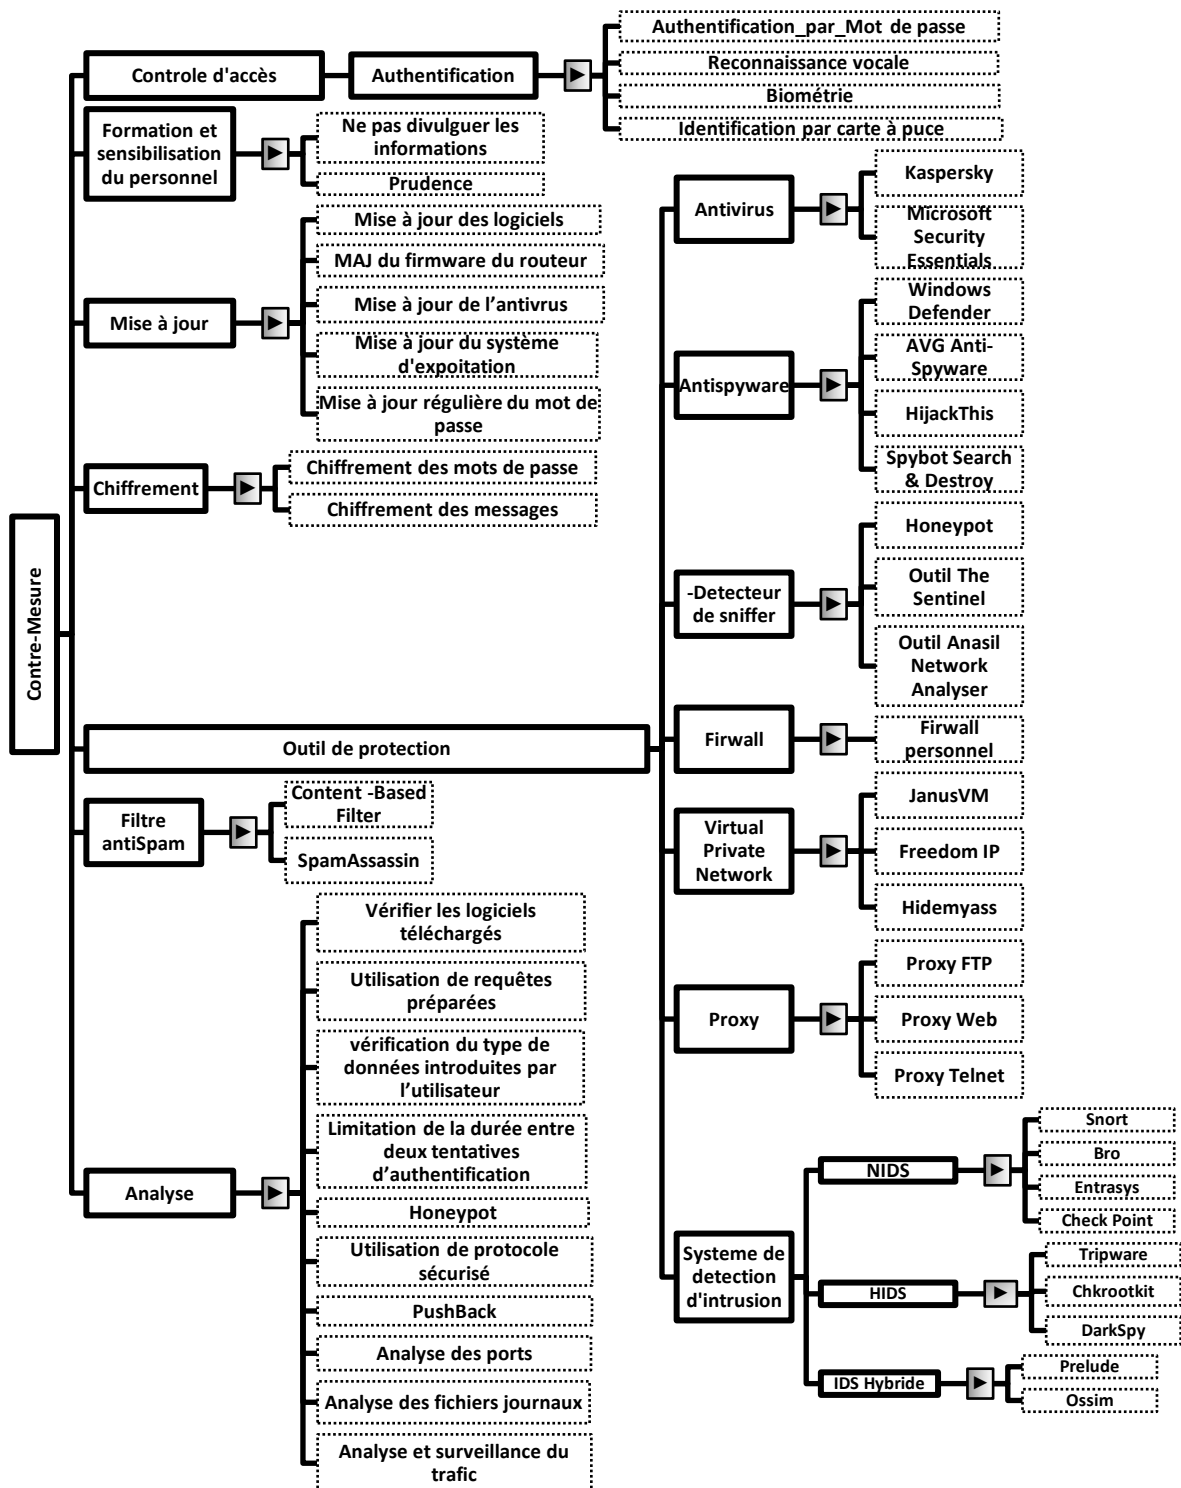 Contre-Mesure
Controle d'accès
Authentification
Authentification_par_Mot de passe
Reconnaissance vocale
Biométrie
Identification par carte à puce
Formation et
sensibilisation
du personnel
Ne pas divulguer les
informations
Prudence
Mise à jour
Mise à jour des logiciels
MAJ du firmware du routeur
Mise à jour de l’antivrus
Mise à jour du système
d'expoitation
Mise à jour régulière du mot de
passe
Chiffrement
Chiffrement des mots de passe
Chiffrement des messages
Outil de protection
Antivirus
Kaspersky
Microsoft
Security
Essentials
Antispyware
Windows
Defender
AVG Anti-
Spyware
HijackThis
Spybot Search
& Destroy
-Detecteur
de sniffer
Honeypot
Outil The
Sentinel
Outil Anasil
Network
Analyser
Firwall
Firwall
personnel
Virtual
Private
Network
JanusVM
Freedom IP
Hidemyass
Proxy
Proxy FTP
Proxy Web
Proxy Telnet
Systeme de
detection
d'intrusion
NIDS
Snort
Bro
Entrasys
Check Point
HIDS
Tripware
Chkrootkit
DarkSpy
IDS Hybride
Prelude
Ossim
Filtre
antiSpam
Content -Based
Filter
SpamAssassin
Analyse
Vérifier les logiciels
téléchargés
Utilisation de requêtes
préparées
vérification du type de
données introduites par
l’utilisateur
Limitation de la durée entre
deux tentatives
d’authentification
Honeypot
Utilisation de protocole
sécurisé
PushBack
Analyse des ports
Analyse des fichiers journaux
Analyse et surveillance du
trafic